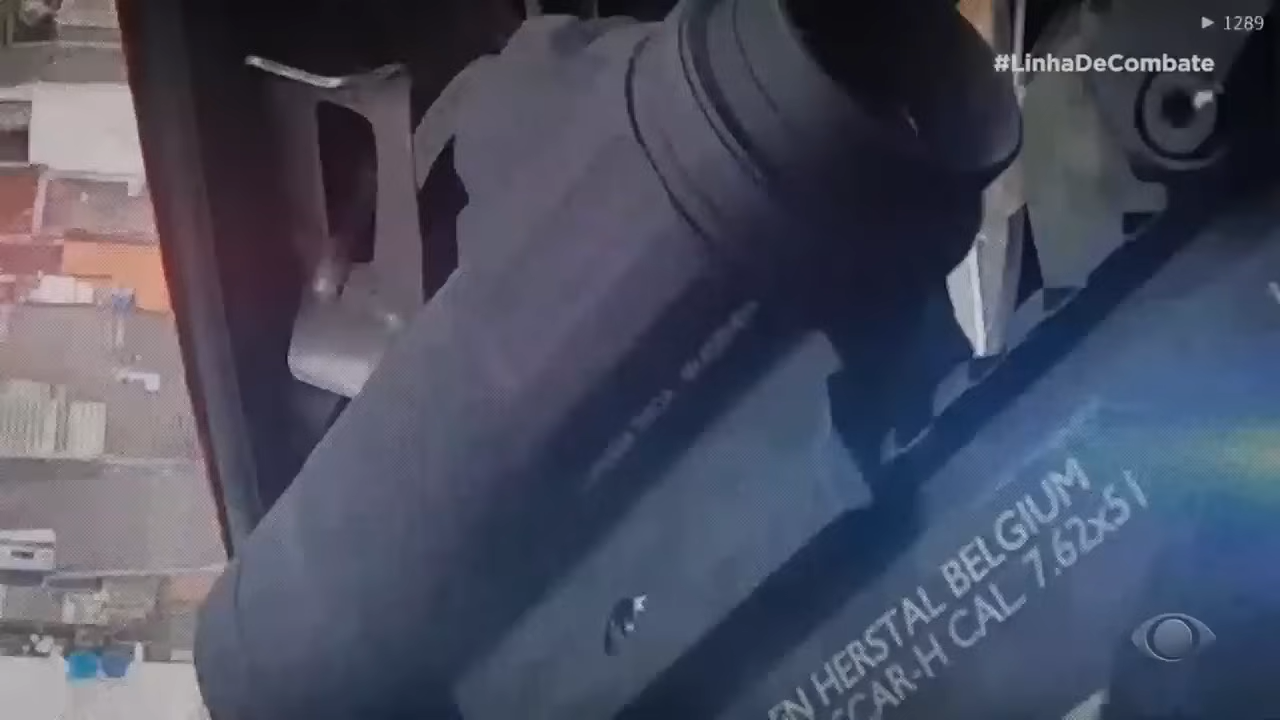 ▶ 1289
#LinhaDeCombate
FN HERSTAL BELGIUM
SCAR-H CAL. 7.62x51